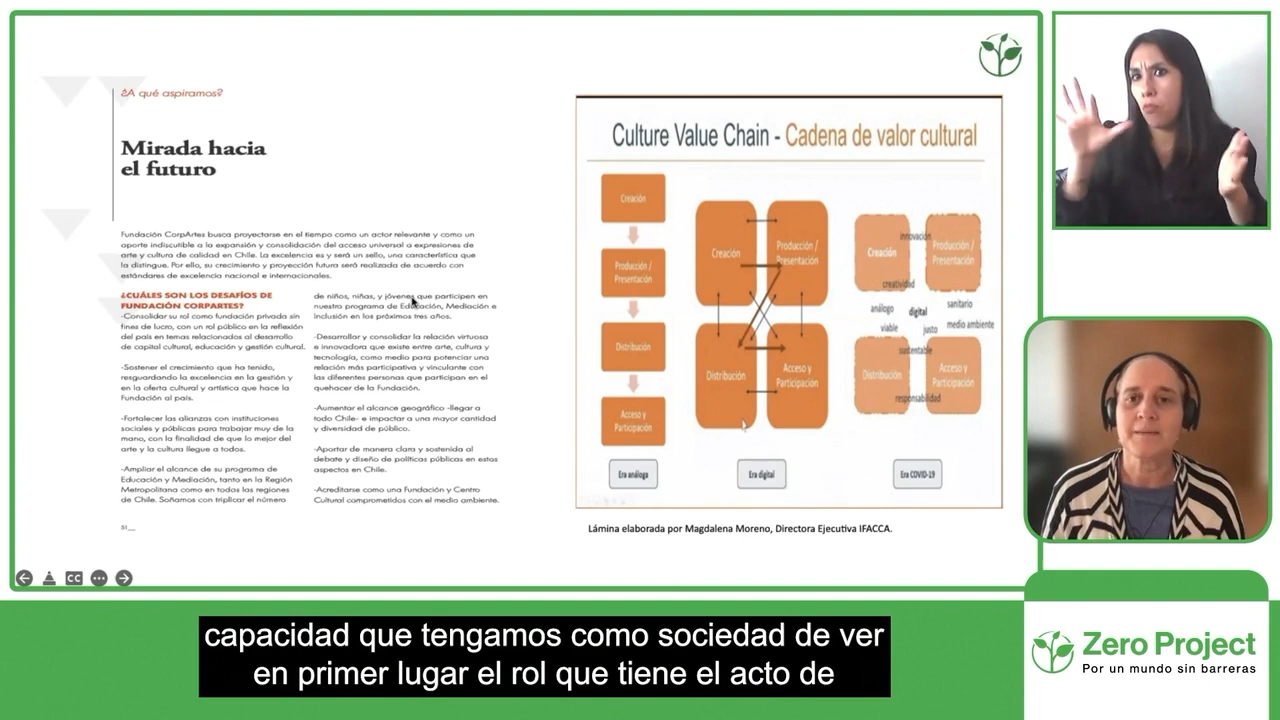 ¿A qué aspiramos?
Mirada hacia
el futuro
Fundación CorpArtes busca proyectarse en el tiempo como un actor relevante y como un
aporte indiscutible a la expansión y consolidación del acceso universal a expresiones de
arte y cultura de calidad en Chile. La excelencia es y será un sello, una característica que
la distingue. Por ello, su crecimiento y proyección futura será realizada de acuerdo con
estándares de excelencia nacional e internacionales.
¿CUÁLES SON LOS DESAFÍOS DE
FUNDACIÓN CORPARTES?
-Consolidar su rol como fundación privada sin
fines de lucro, con un rol público en la reflexión
del país en temas relacionados al desarrollo
de capital cultural, educación y gestión cultural.
-Sostener el crecimiento que ha tenido,
resguardando la excelencia en la gestión y
en la oferta cultural y artística que hace la
Fundación al país.
-Fortalecer las alianzas con instituciones
sociales y públicas para trabajar muy de la
mano, con la finalidad de que lo mejor del
arte y la cultura llegue a todos.
-Ampliar el alcance de su programa de
Educación y Mediación, tanto en la Región
Metropolitana como en todas las regiones
de Chile. Soñamos con triplicar el número
de niños, niñas, y jóvenes que participen en
nuestro programa de Educación, Mediación e
Inclusión en los próximos tres años.
-Desarrollar y consolidar la relación virtuosa
e innovadora que existe entre arte, cultura y
tecnología, como medio para potenciar una
relación más participativa y vinculante con
las diferentes personas que participan en el
quehacer de la Fundación.
-Aumentar el alcance geográfico -llegar a
todo Chile- e impactar a una mayor cantidad
y diversidad de público.
-Aportar de manera clara y sostenida al
debate y diseño de políticas públicas en estos
aspectos en Chile.
-Acreditarse como una Fundación y Centro
Cultural comprometidos con el medio ambiente.
51__
Culture Value Chain - Cadena de valor cultural
Creación
Producción /
Presentación
Distribución
Acceso y
Participación
Era análoga
Creación
Producción /
Presentación
Distribución
Acceso y
Participación
Era digital
Creación
innovación
Producción /
Presentación
creatividad
análogo
digital
sanitario
viable
justo
medio ambiente
sustentable
Distribución
Acceso y
Participación
responsabilidad
Era COVID-19
Lámina elaborada por Magdalena Moreno, Directora Ejecutiva IFACCA.
CC
capacidad que tengamos como sociedad de ver
en primer lugar el rol que tiene el acto de
Zero Project
Por un mundo sin barreras